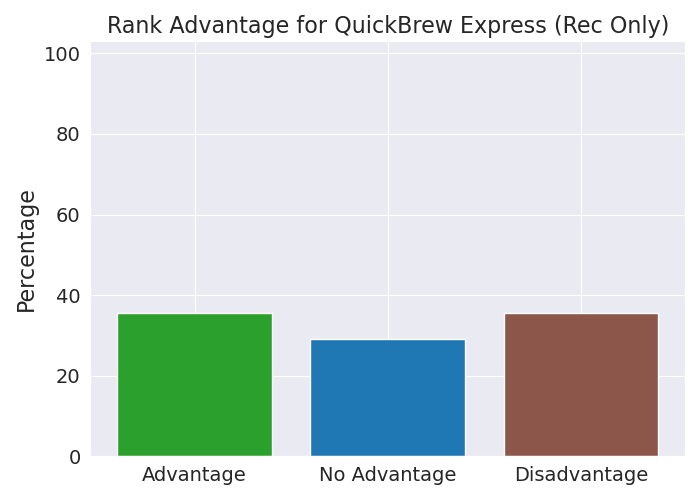 Rank Advantage for QuickBrew Express (Rec Only)
Percentage
100
80
60
40
20
0
Advantage
No Advantage
Disadvantage